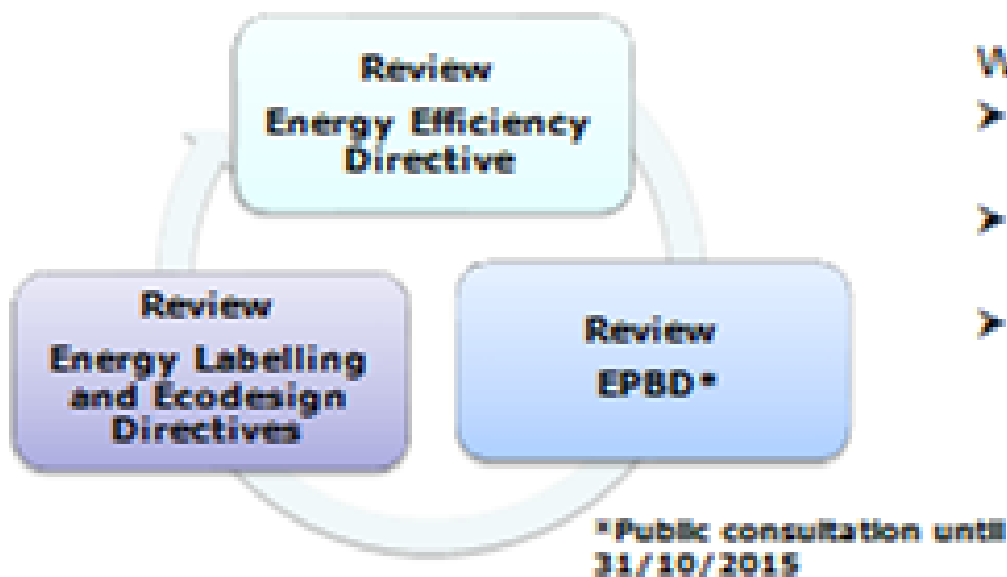 Review
Energy Efficiency
Directive
Review
Energy Labelling
and Ecodesign
Directives
Review
EPBD*
*Public consultation until
31/10/2015
W